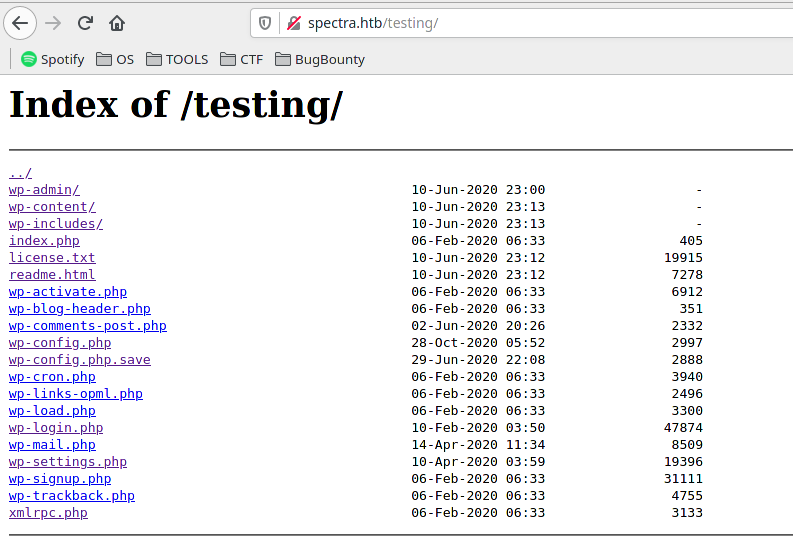 spectra.htb/testing/
Spotify OS TOOLS CTF BugBounty
Index of /testing/
../
wp-admin/ 10-Jun-2020 23:00 -
wp-content/ 10-Jun-2020 23:13 -
wp-includes/ 10-Jun-2020 23:13 -
index.php 06-Feb-2020 06:33 405
license.txt 10-Jun-2020 23:12 19915
readme.html 10-Jun-2020 23:12 7278
wp-activate.php 06-Feb-2020 06:33 6912
wp-blog-header.php 06-Feb-2020 06:33 351
wp-comments-post.php 02-Jun-2020 20:26 2332
wp-config.php 28-Oct-2020 05:52 2997
wp-config.php.save 29-Jun-2020 22:08 2888
wp-cron.php 06-Feb-2020 06:33 3940
wp-links-opml.php 06-Feb-2020 06:33 2496
wp-load.php 06-Feb-2020 06:33 3300
wp-login.php 10-Feb-2020 03:50 47874
wp-mail.php 14-Apr-2020 11:34 8509
wp-settings.php 10-Apr-2020 03:59 19396
wp-signup.php 06-Feb-2020 06:33 31111
wp-trackback.php 06-Feb-2020 06:33 4755
xmlrpc.php 06-Feb-2020 06:33 3133